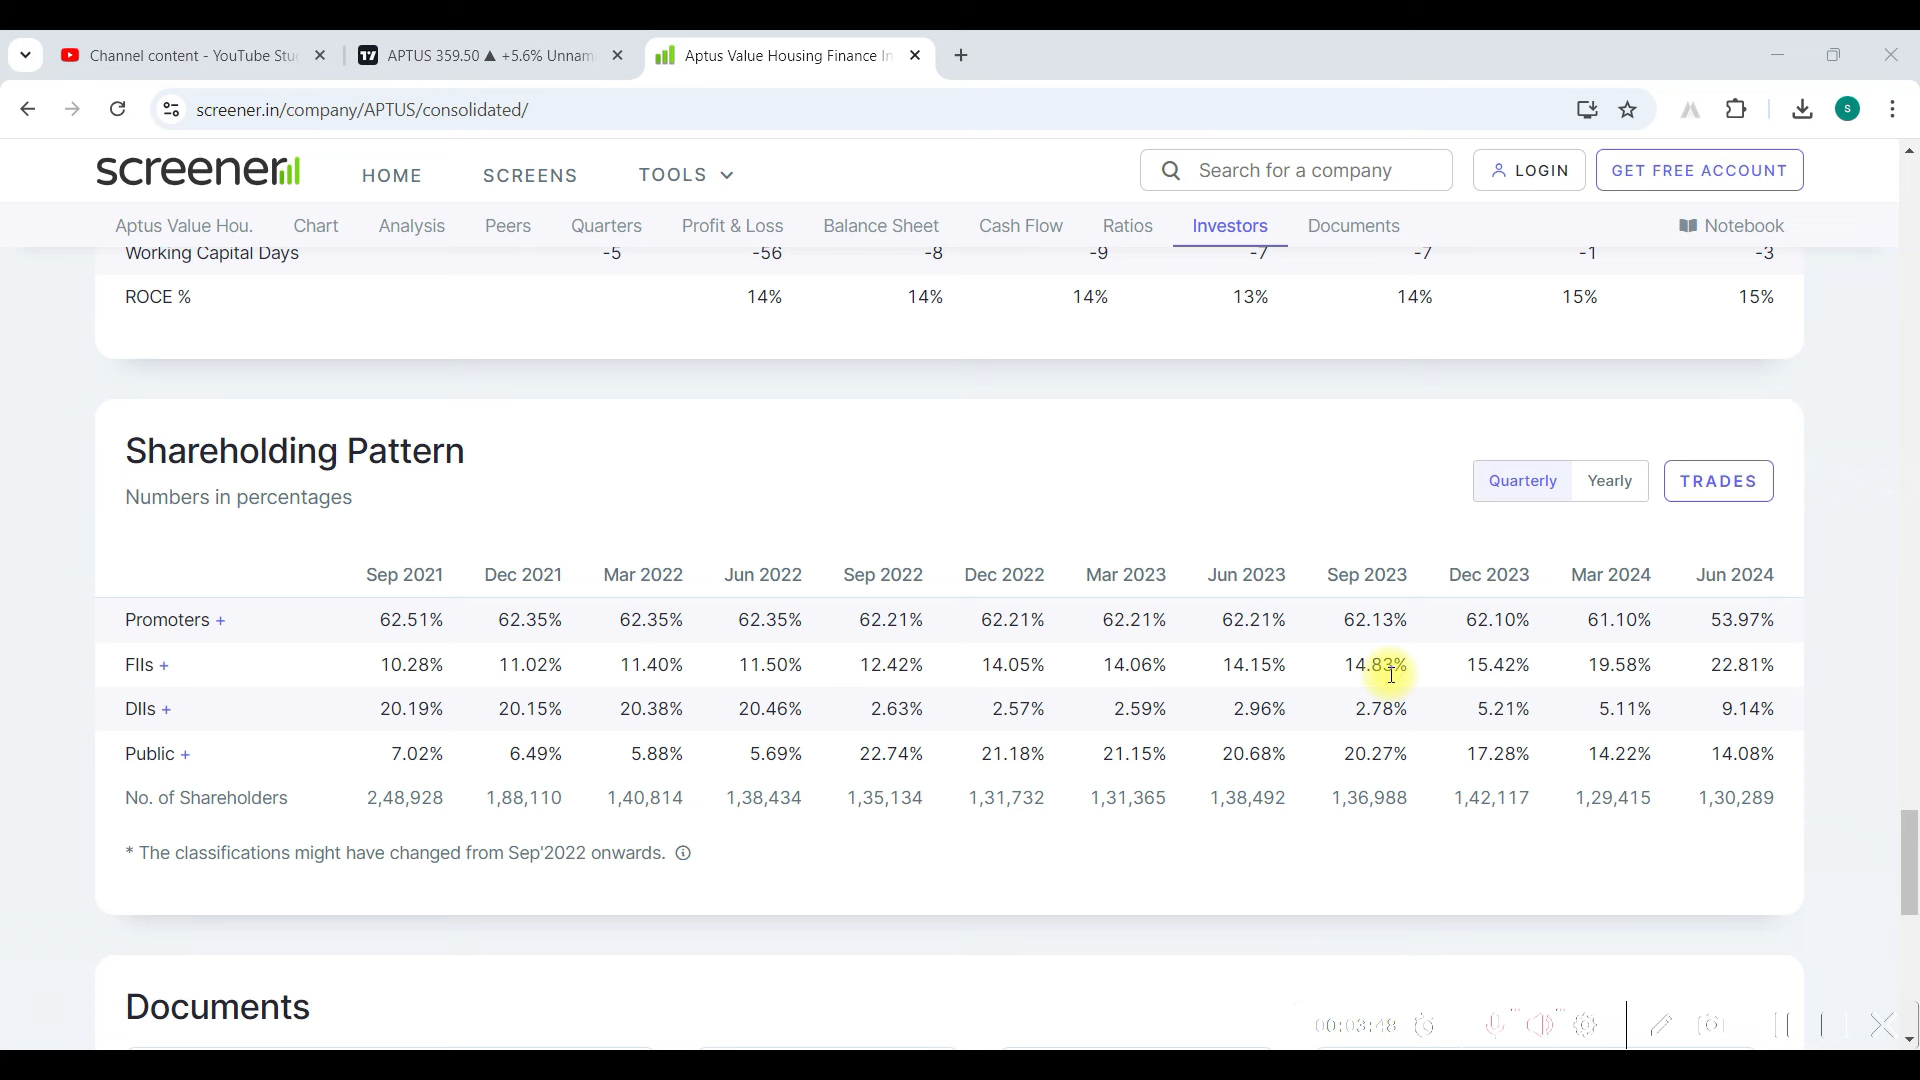 Channel content - YouTube Stu
APTUS 359.50 ▲ +5.6% Unnam
Aptus Value Housing Finance In
screener.in/company/APTUS/consolidated/
S
screener
HOME
SCREENS
TOOLS
Search for a company
LOGIN
GET FREE ACCOUNT
Aptus Value Hou. Chart Analysis Peers Quarters Profit & Loss Balance Sheet Cash Flow Ratios Investors Documents Notebook
Working Capital Days -5 -56 -8 -9 -7 -7 -1 -3
ROCE % 14% 14% 14% 13% 14% 15% 15%
Shareholding Pattern
Numbers in percentages
Quarterly Yearly TRADES
Sep 2021 Dec 2021 Mar 2022 Jun 2022 Sep 2022 Dec 2022 Mar 2023 Jun 2023 Sep 2023 Dec 2023 Mar 2024 Jun 2024
Promoters + 62.51% 62.35% 62.35% 62.35% 62.21% 62.21% 62.21% 62.21% 62.13% 62.10% 61.10% 53.97%
FIIs + 10.28% 11.02% 11.40% 11.50% 12.42% 14.05% 14.06% 14.15% 14.83% 15.42% 19.58% 22.81%
DIIs + 20.19% 20.15% 20.38% 20.46% 2.63% 2.57% 2.59% 2.96% 2.78% 5.21% 5.11% 9.14%
Public + 7.02% 6.49% 5.88% 5.69% 22.74% 21.18% 21.15% 20.68% 20.27% 17.28% 14.22% 14.08%
No. of Shareholders 2,48,928 1,88,110 1,40,814 1,38,434 1,35,134 1,31,732 1,31,365 1,38,492 1,36,988 1,42,117 1,29,415 1,30,289
* The classifications might have changed from Sep'2022 onwards.
Documents
00:03:48